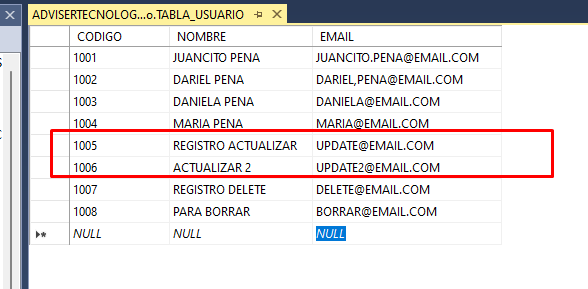 ADVISERTECNOLOG...o.TABLA_USUARIO
CODIGO NOMBRE EMAIL
1001 JUANCITO PENA JUANCITO.PENA@EMAIL.COM
1002 DARIEL PENA DARIEL,PENA@EMAIL.COM
1003 DANIELA PENA DANIELA@EMAIL.COM
1004 MARIA PENA MARIA@EMAIL.COM
1005 REGISTRO ACTUALIZAR UPDATE@EMAIL.COM
1006 ACTUALIZAR 2 UPDATE2@EMAIL.COM
1007 REGISTRO DELETE DELETE@EMAIL.COM
1008 PARA BORRAR BORRAR@EMAIL.COM
NULL NULL NULL